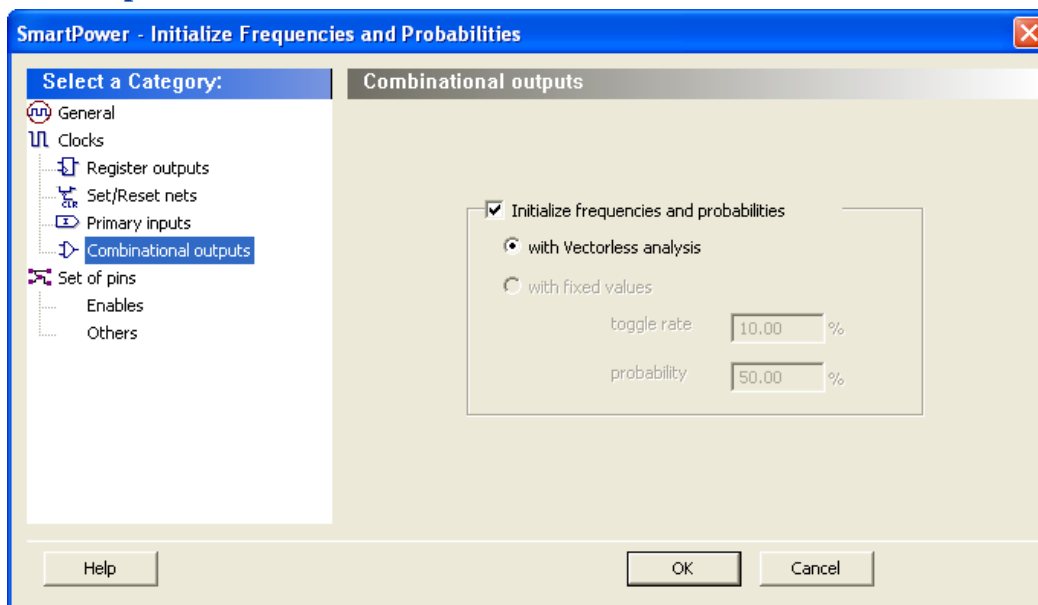 SmartPower - Initialize Frequencies and Probabilities
Select a Category:
General
Clocks
Register outputs
Set/Reset nets
CLR
Primary inputs
Combinational outputs
Set of pins
Enables
Others
Combinational outputs
Initialize frequencies and probabilities
with Vectorless analysis
with fixed values
toggle rate 10.00 %
probability 50.00 %
Help OK Cancel